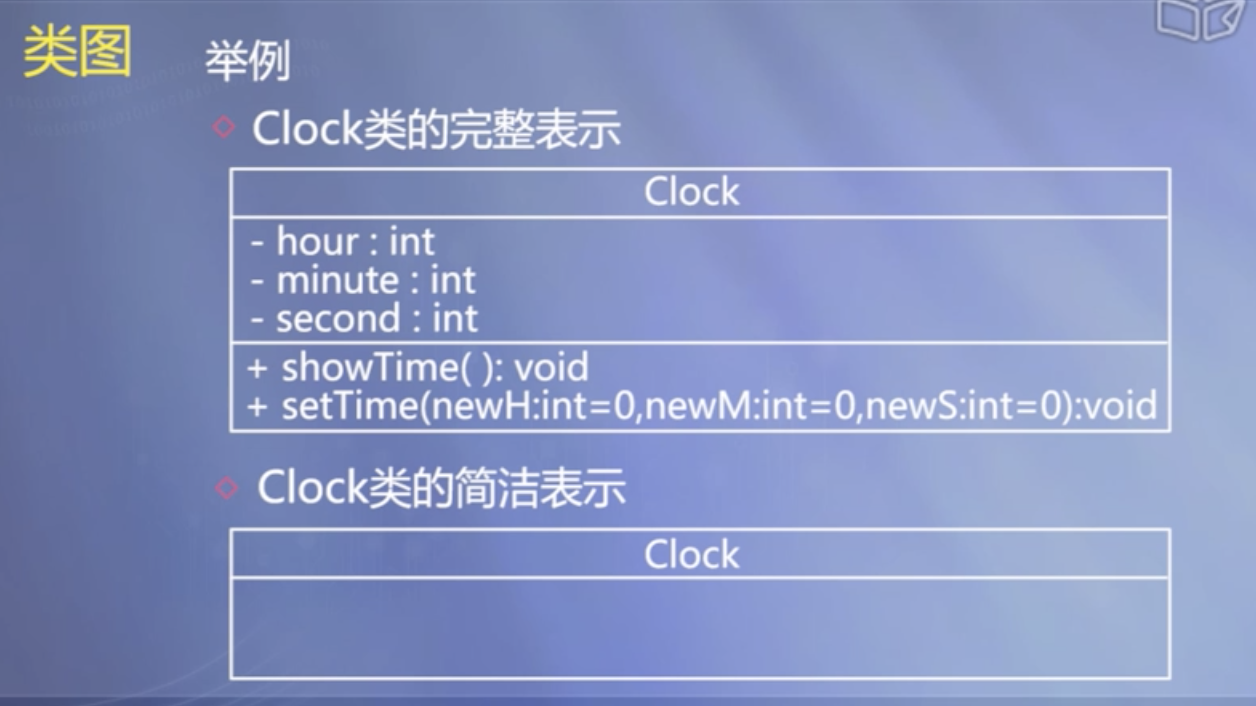 类图
举例
Clock类的完整表示
Clock
- hour : int
- minute : int
- second : int
+ showTime( ): void
+ setTime(newH:int=0,newM:int=0,newS:int=0):void
Clock类的简洁表示
Clock